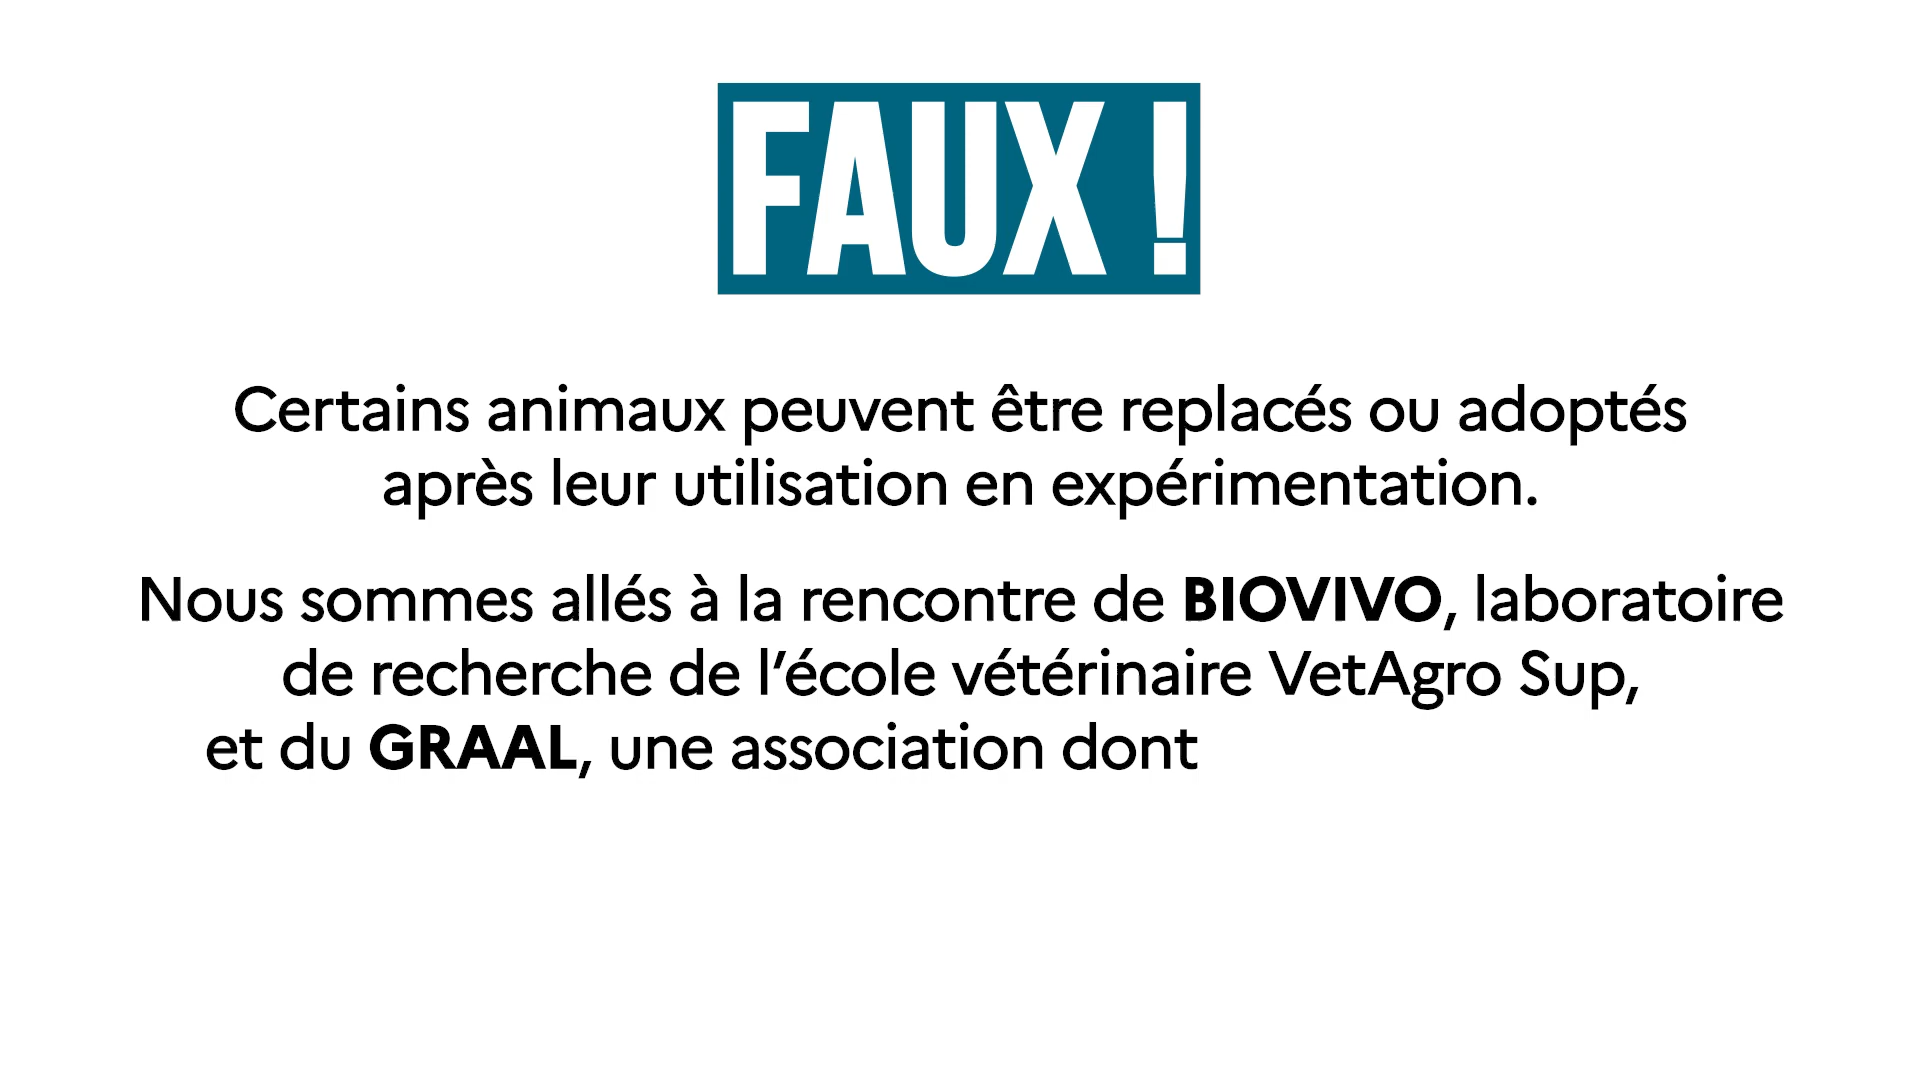 FAUX !
Certains animaux peuvent être replacés ou adoptés
après leur utilisation en expérimentation.
Nous sommes allés à la rencontre de BIOVIVO, laboratoire
de recherche de l’école vétérinaire VetAgro Sup,
et du GRAAL, une association dont